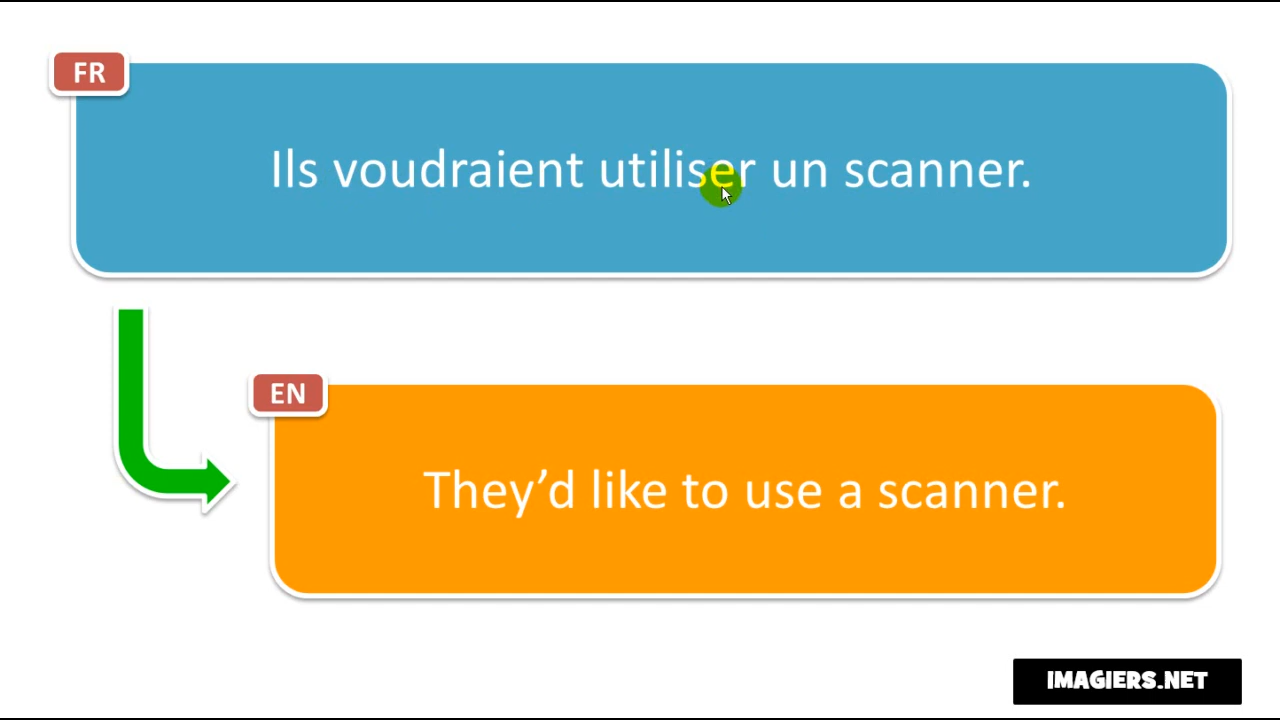 FR
Ils voudraient utiliser un scanner.
EN
They’d like to use a scanner.
IMAGIERS.NET